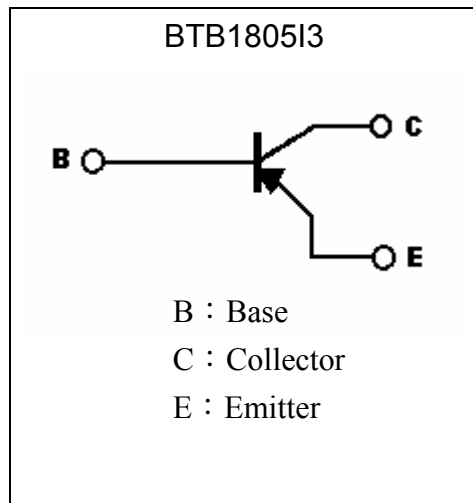 BTB1805I3
C
B
E
B：Base
C：Collector
E：Emitter